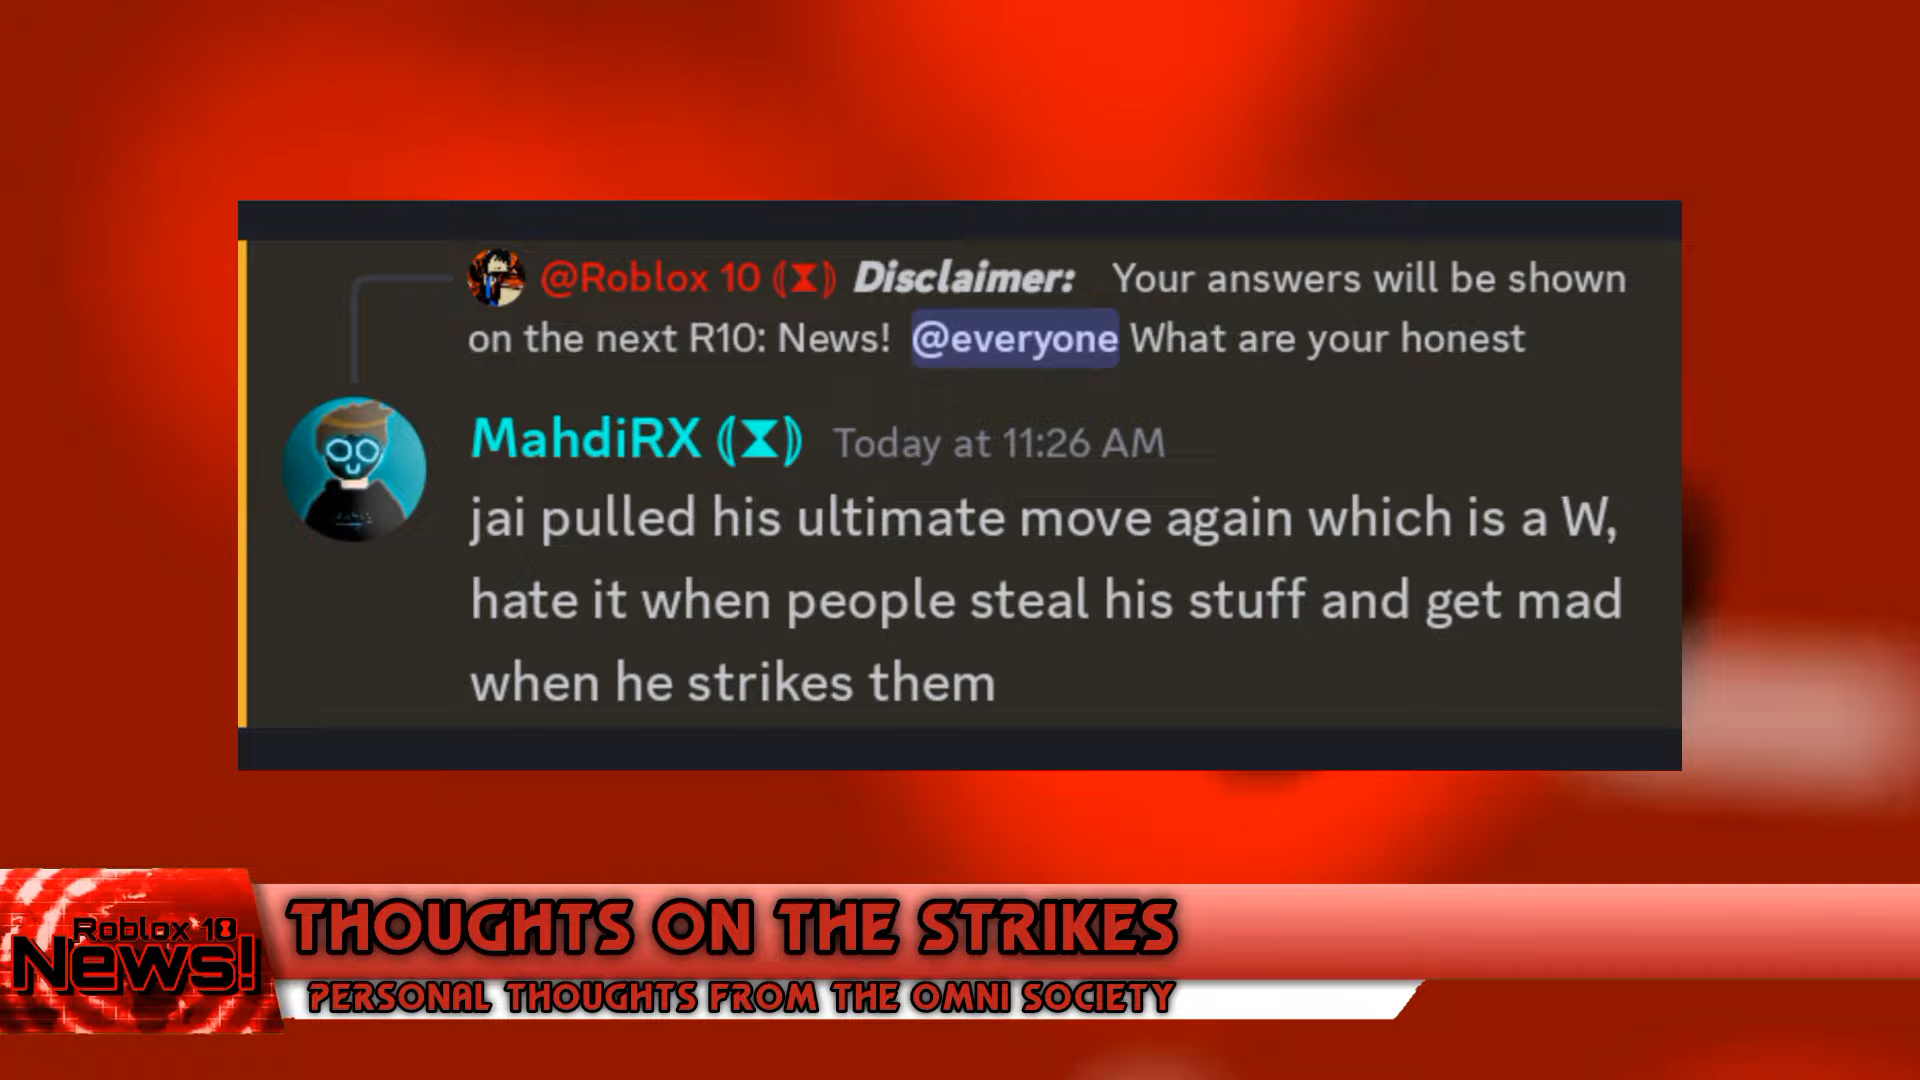 @Roblox 10 (⧗) Disclaimer: Your answers will be shown
on the next R10: News! @everyone What are your honest
MahdiRX (⧗) Today at 11:26 AM
jai pulled his ultimate move again which is a W,
hate it when people steal his stuff and get mad
when he strikes them
Roblox 10
News!
THOUGHTS ON THE STRIKES
PERSONAL THOUGHTS FROM THE OMNI SOCIETY